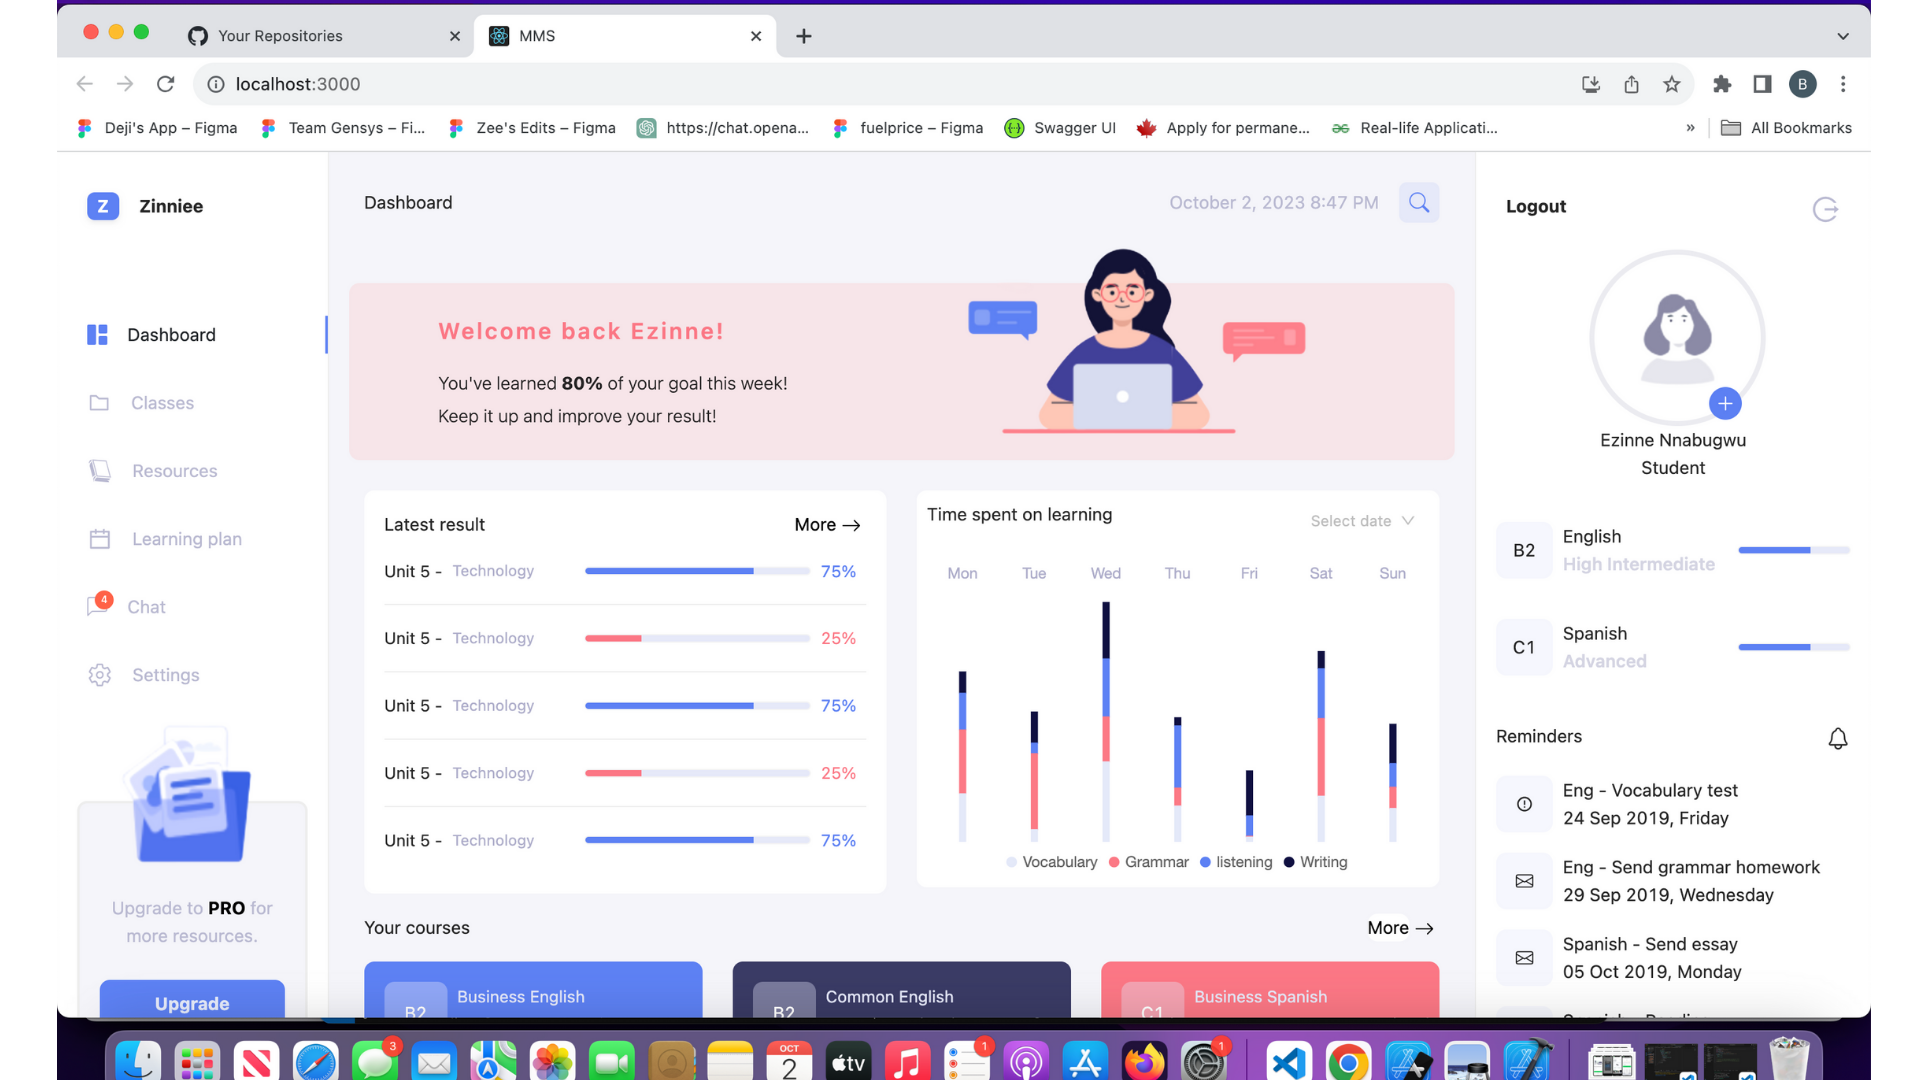 Your Repositories
MMS
localhost:3000
B
Deji's App – Figma
Team Gensys – Fi...
Zee's Edits – Figma
https://chat.opena...
fuelprice – Figma
Swagger UI
Apply for permane...
Real-life Applicati...
»
All Bookmarks
Z
Zinniee
Dashboard
Classes
Resources
Learning plan
4
Chat
Settings
Upgrade to PRO for
more resources.
Upgrade
Dashboard
October 2, 2023 8:47 PM
Welcome back Ezinne!
You've learned 80% of your goal this week!
Keep it up and improve your result!
Latest result
More →
Unit 5 - Technology 75%
Unit 5 - Technology 25%
Unit 5 - Technology 75%
Unit 5 - Technology 25%
Unit 5 - Technology 75%
Time spent on learning
Select date
Mon Tue Wed Thu Fri Sat Sun
Vocabulary Grammar listening Writing
Your courses
More →
B2 Business English
B2 Common English
C1 Business Spanish
Logout
Ezinne Nnabugwu
Student
B2
English
High Intermediate
C1
Spanish
Advanced
Reminders
Eng - Vocabulary test
24 Sep 2019, Friday
Eng - Send grammar homework
29 Sep 2019, Wednesday
Spanish - Send essay
05 Oct 2019, Monday
3
OCT
2
tv
1
1